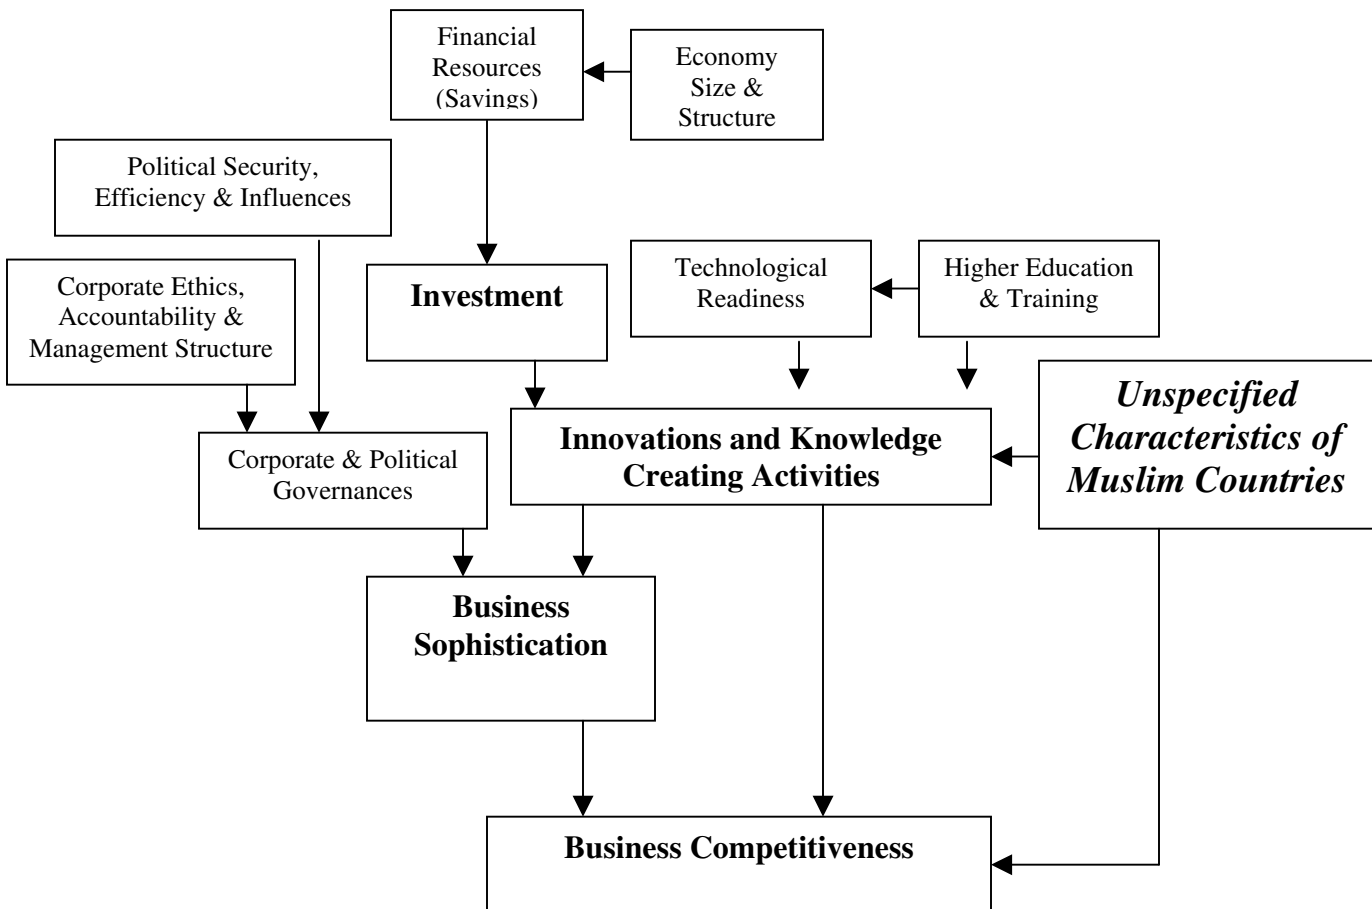 Financial
Resources
(Savings)
Economy
Size &
Structure
Political Security,
Efficiency & Influences
Corporate Ethics,
Accountability &
Management Structure
Investment
Technological
Readiness
Higher Education
& Training
Unspecified
Characteristics of
Muslim Countries
Innovations and Knowledge
Creating Activities
Corporate & Political
Governances
Business
Sophistication
Business Competitiveness